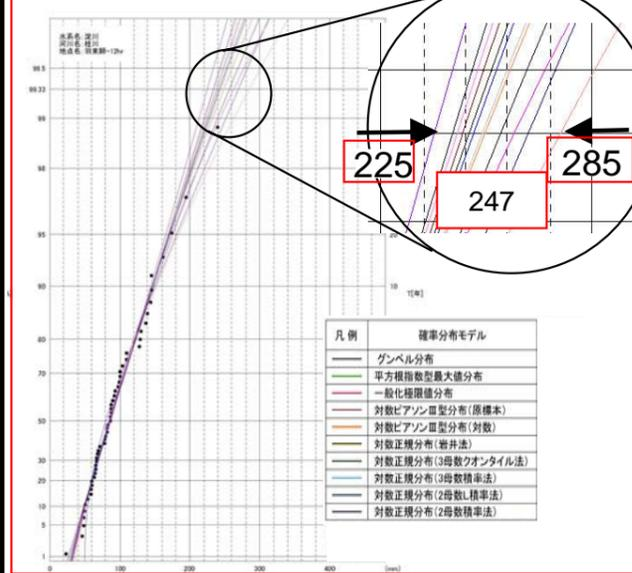 水系名:淀川
河川名:桂川
地点名:羽束師-12hr
99.5
99.33
99
98
95
90
80
70
50
30
20
10
5
1
20
10
T[年]
0
100
200
300
400
[mm]
225
247
285
凡例 確率分布モデル
グンベル分布
平方根指数型最大値分布
一般化極限値分布
対数ピアソンⅢ型分布(原標本)
対数ピアソンⅢ型分布(対数)
対数正規分布(岩井法)
対数正規分布(3母数クオンタイル法)
対数正規分布(3母数積率法)
対数正規分布(2母数L積率法)
対数正規分布(2母数積率法)